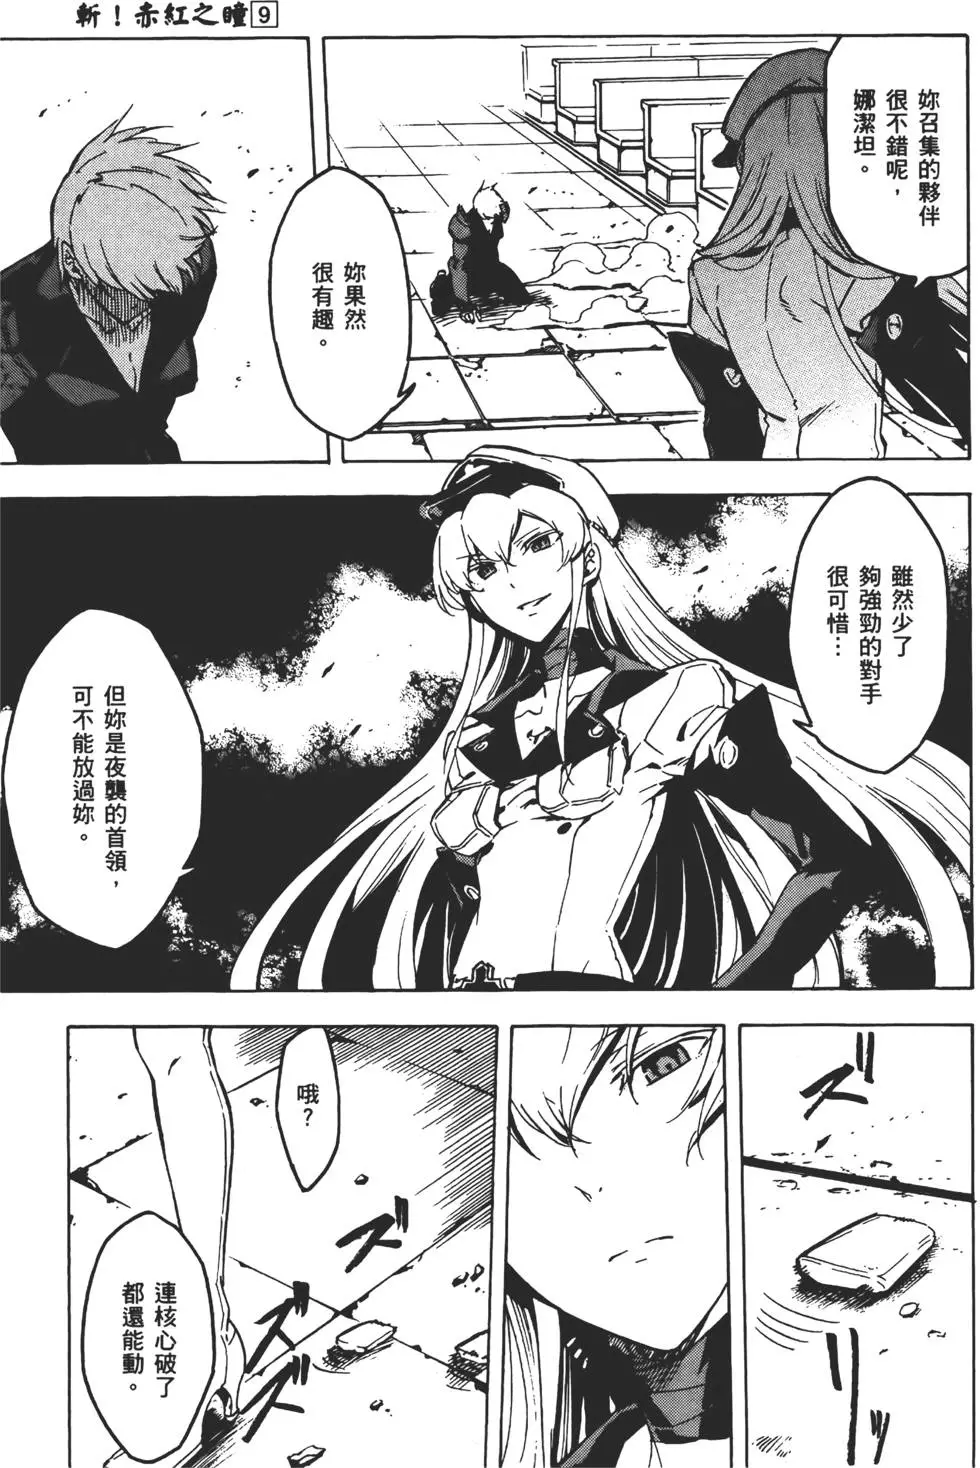 斬！赤紅之瞳9
妳召集的夥伴
很不錯呢，
娜潔坦。
妳果然
很有趣。
雖然少了
夠強勁的對手
很可惜…
但妳是夜襲的首領，
可不能放過妳。
ズ
ズッ
哦？
ズ
ズ
連核心破了
都還能動。